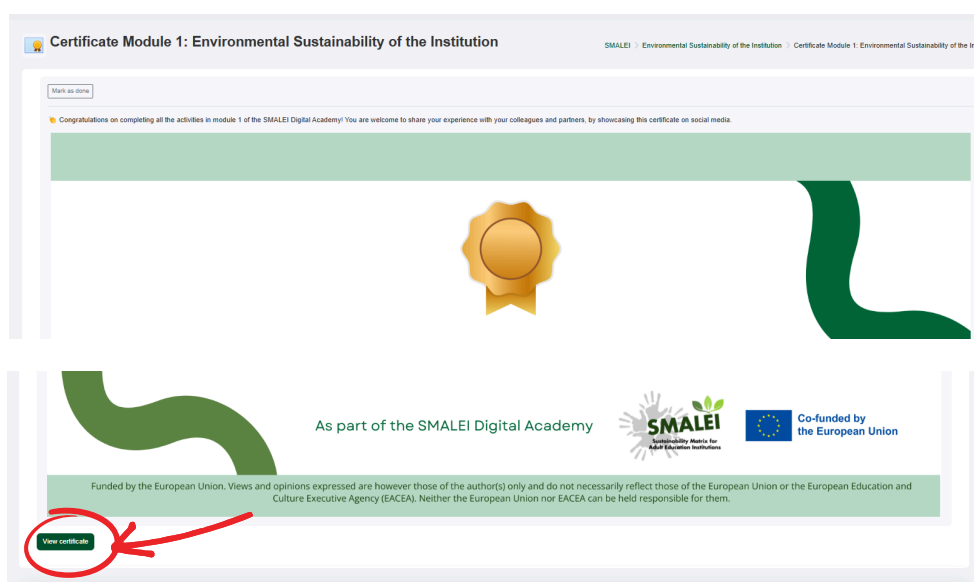 Certificate Module 1: Environmental Sustainability of the Institution
SMALEI > Environmental Sustainability of the Institution > Certificate Module 1: Environmental Sustainability of the In
Mark as done
Congratulations on completing all the activities in module 1 of the SMALEI Digital Academy! You are welcome to share your experience with your colleagues and partners, by showcasing this certificate on social media.
As part of the SMALEI Digital Academy
SMALEI
Sustainability Matrix for
Adult Education Institutions
Co-funded by
the European Union
Funded by the European Union. Views and opinions expressed are however those of the author(s) only and do not necessarily reflect those of the European Union or the European Education and
Culture Executive Agency (EACEA). Neither the European Union nor EACEA can be held responsible for them.
View certificate